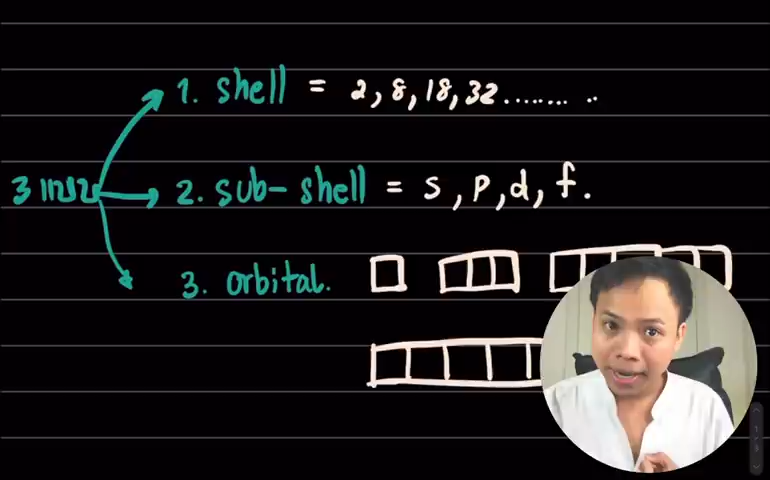 1. shell = 2, 8, 18, 32.......... ..
3 แบบ
2. sub-shell = s, p, d, f.
3. orbital.